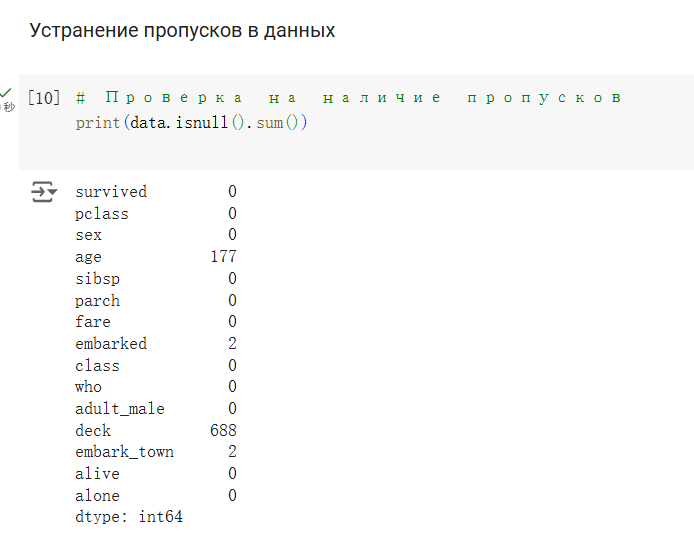 Устранение пропусков в данных
[10] # Проверка на наличие пропусков
秒
print(data.isnull().sum())
survived 0
pclass 0
sex 0
age 177
sibsp 0
parch 0
fare 0
embarked 2
class 0
who 0
adult_male 0
deck 688
embark_town 2
alive 0
alone 0
dtype: int64